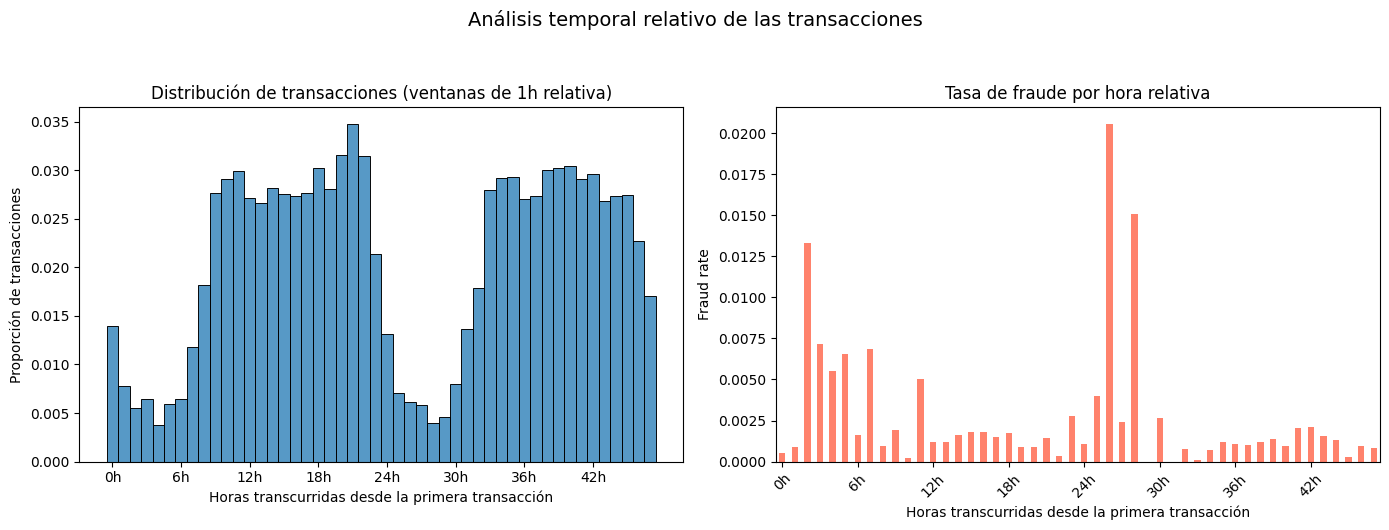 Análisis temporal relativo de las transacciones
Distribución de transacciones (ventanas de 1h relativa)
Proporción de transacciones
0.035
0.030
0.025
0.020
0.015
0.010
0.005
0.000
0h 6h 12h 18h 24h 30h 36h 42h
Horas transcurridas desde la primera transacción
Tasa de fraude por hora relativa
Fraud rate
0.0200
0.0175
0.0150
0.0125
0.0100
0.0075
0.0050
0.0025
0.0000
0h 6h 12h 18h 24h 30h 36h 42h
Horas transcurridas desde la primera transacción